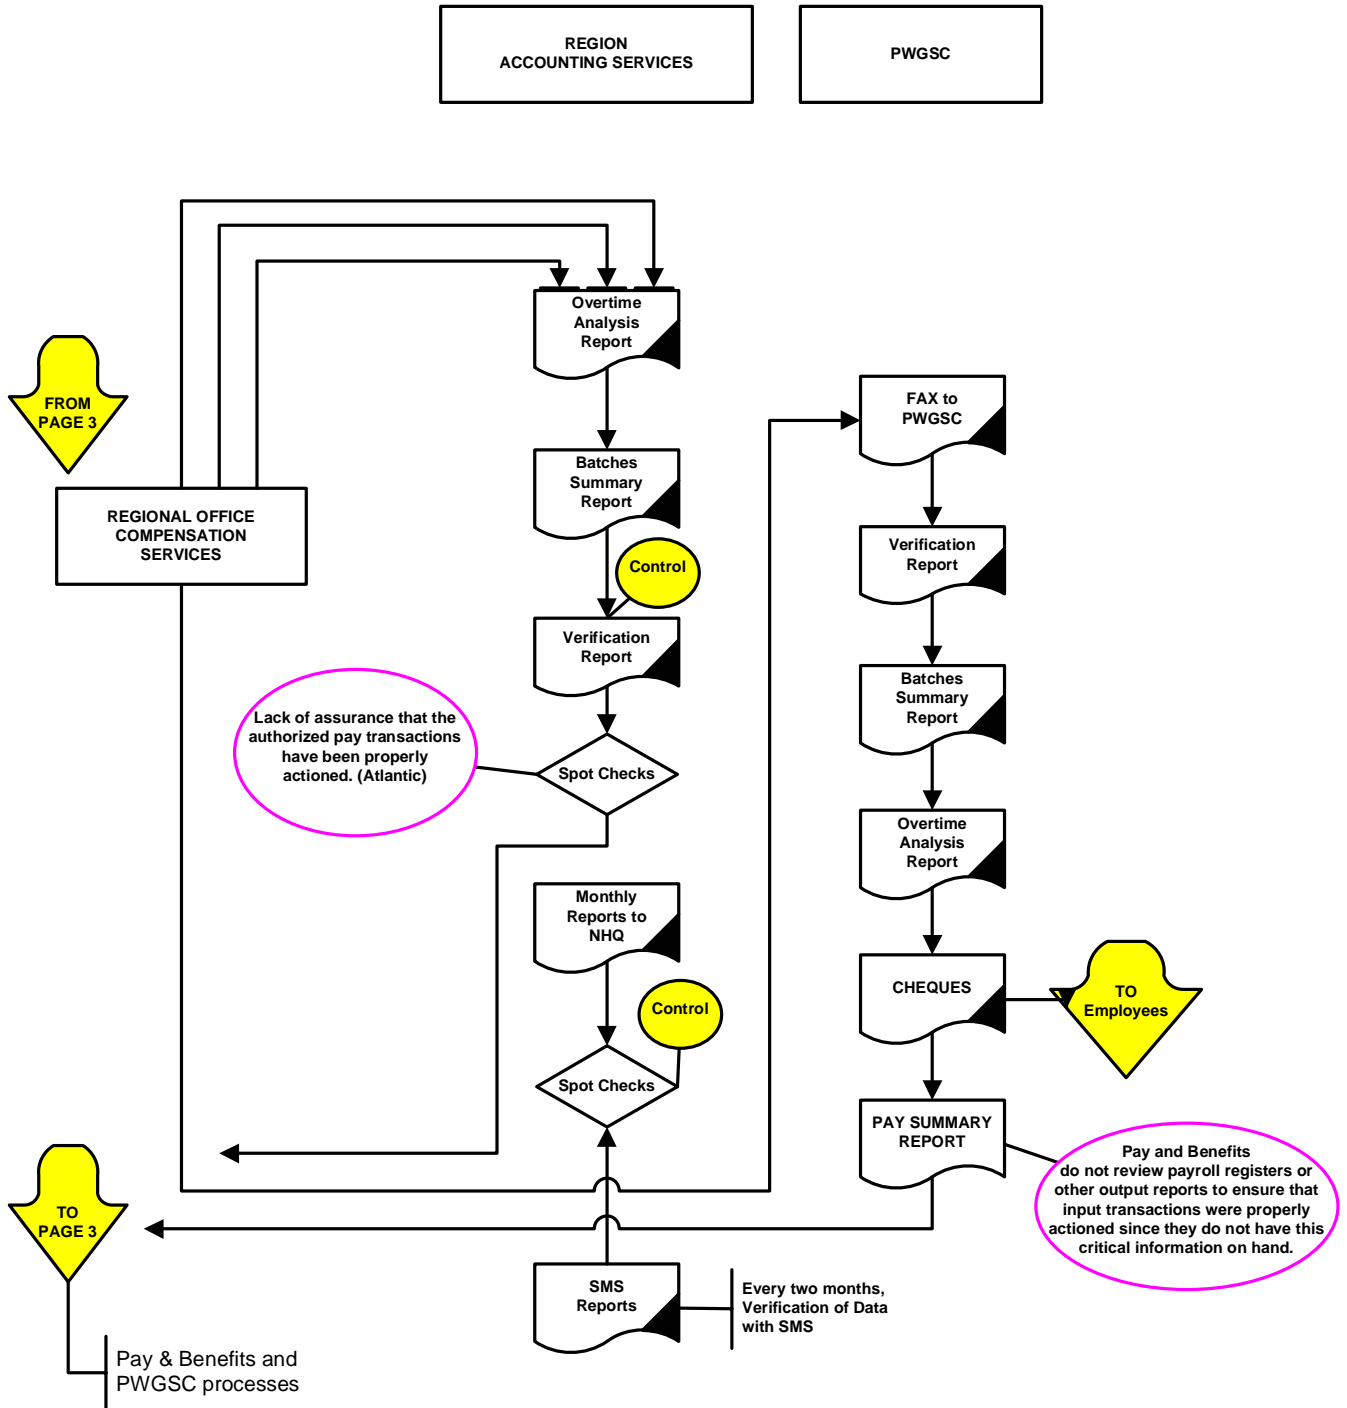 REGION
ACCOUNTING SERVICES
PWGSC
Overtime
Analysis
Report
FROM
PAGE 3
FAX to
PWGSC
Batches
Summary
Report
REGIONAL OFFICE
COMPENSATION
SERVICES
Control
Verification
Report
Verification
Report
Batches
Summary
Report
Lack of assurance that the
authorized pay transactions
have been properly
actioned. (Atlantic)
Spot Checks
Overtime
Analysis
Report
Monthly
Reports to
NHQ
CHEQUES
TO
Employees
Control
Spot Checks
PAY SUMMARY
REPORT
Pay and Benefits
do not review payroll registers or
other output reports to ensure that
input transactions were properly
actioned since they do not have this
critical information on hand.
TO
PAGE 3
SMS
Reports
Every two months,
Verification of Data
with SMS
Pay & Benefits and
PWGSC processes